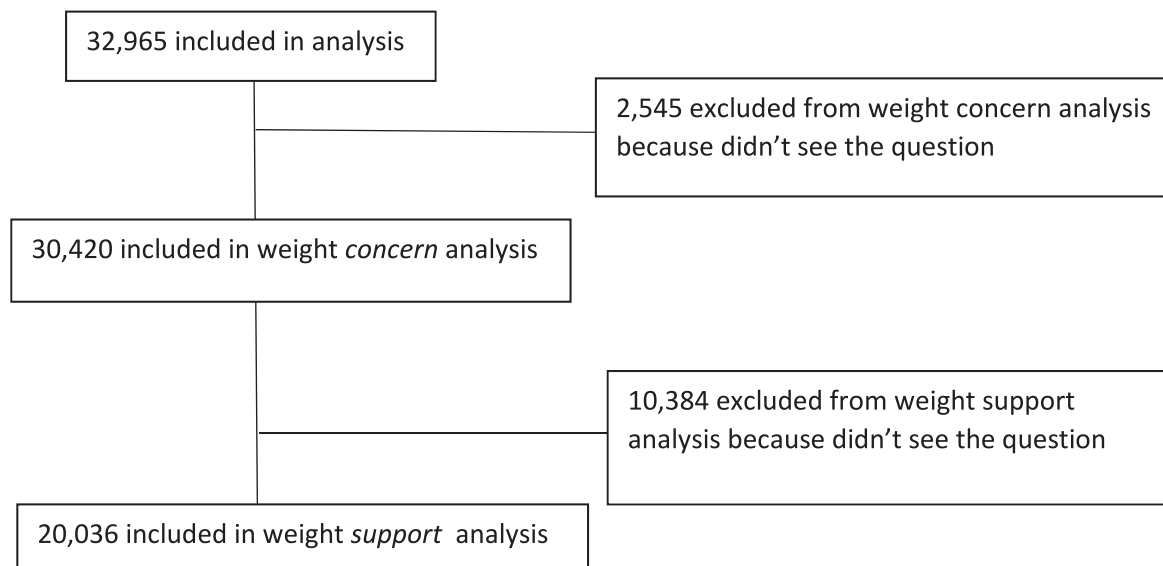 32,965 included in analysis
2,545 excluded from weight concern analysis
because didn’t see the question
30,420 included in weight concern analysis
10,384 excluded from weight support
analysis because didn’t see the question
20,036 included in weight support analysis